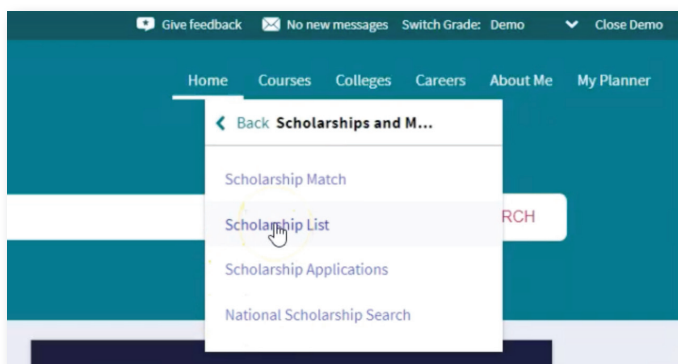 Give feedback No new messages Switch Grade: Demo Close Demo
Home Courses Colleges Careers About Me My Planner
Back Scholarships and M...
Scholarship Match
Scholarship List
RCH
Scholarship Applications
National Scholarship Search